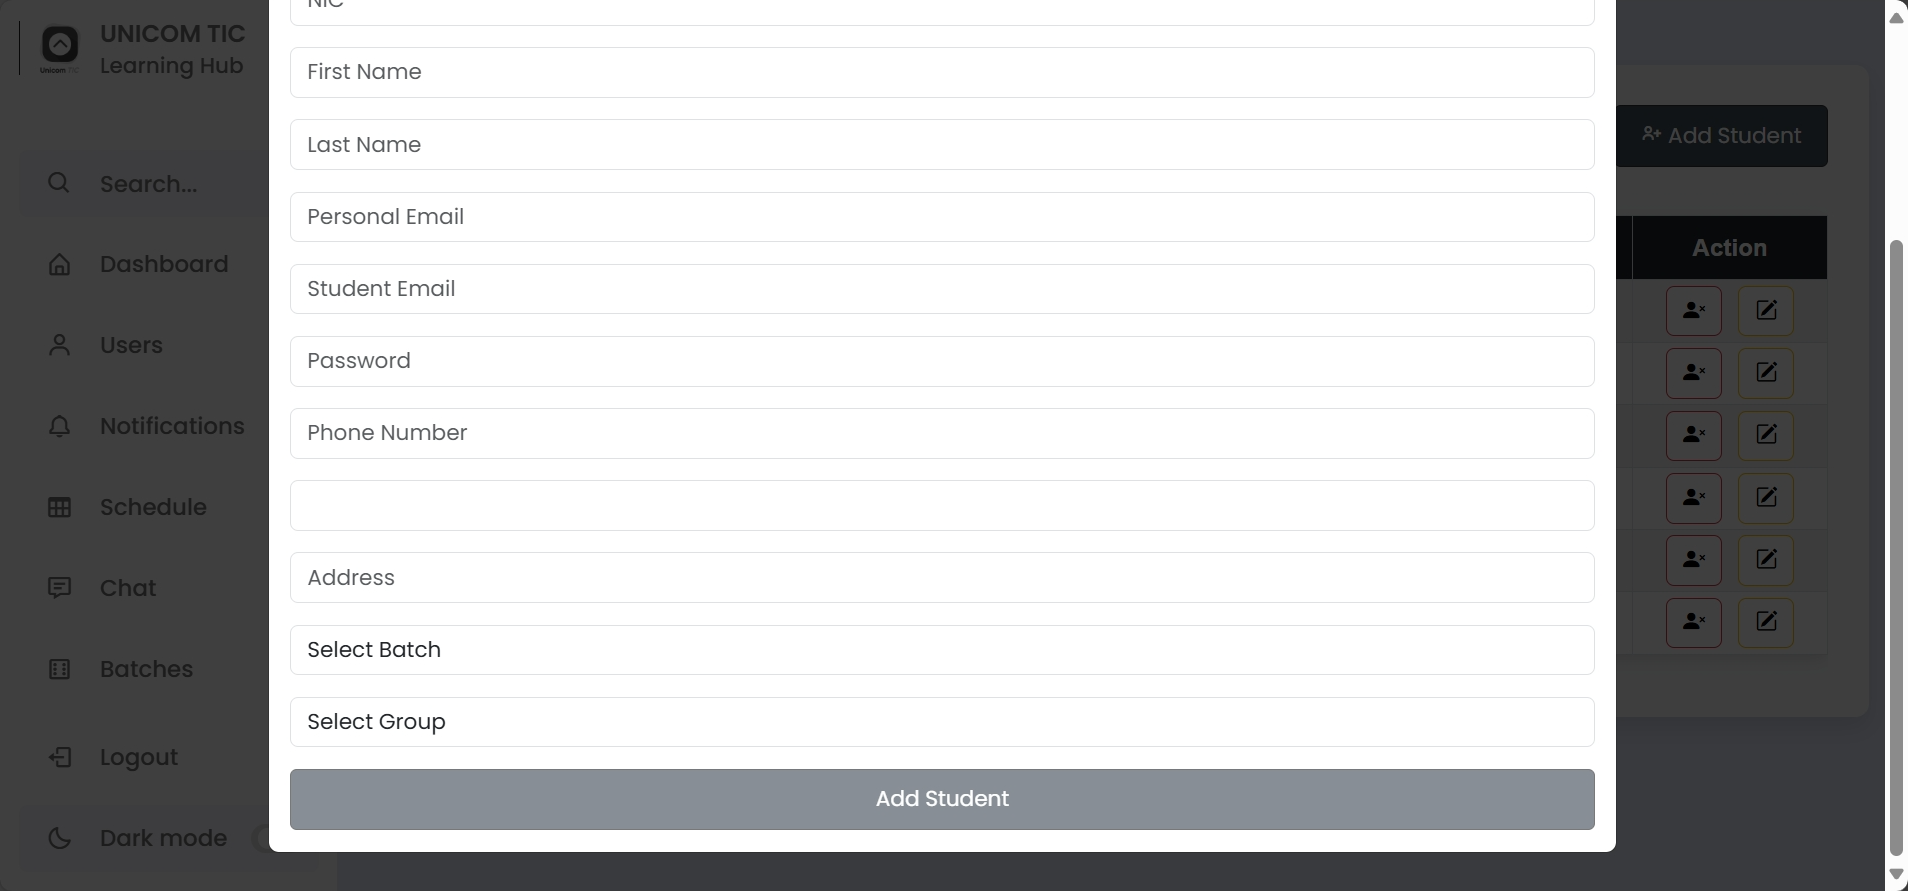 UNICOM TIC
Learning Hub
Search...
Dashboard
Users
Notifications
Schedule
Chat
Batches
Logout
Dark mode
NIC
First Name
Last Name
Personal Email
Student Email
Password
Phone Number
Address
Select Batch
Select Group
Add Student
Add Student
Action